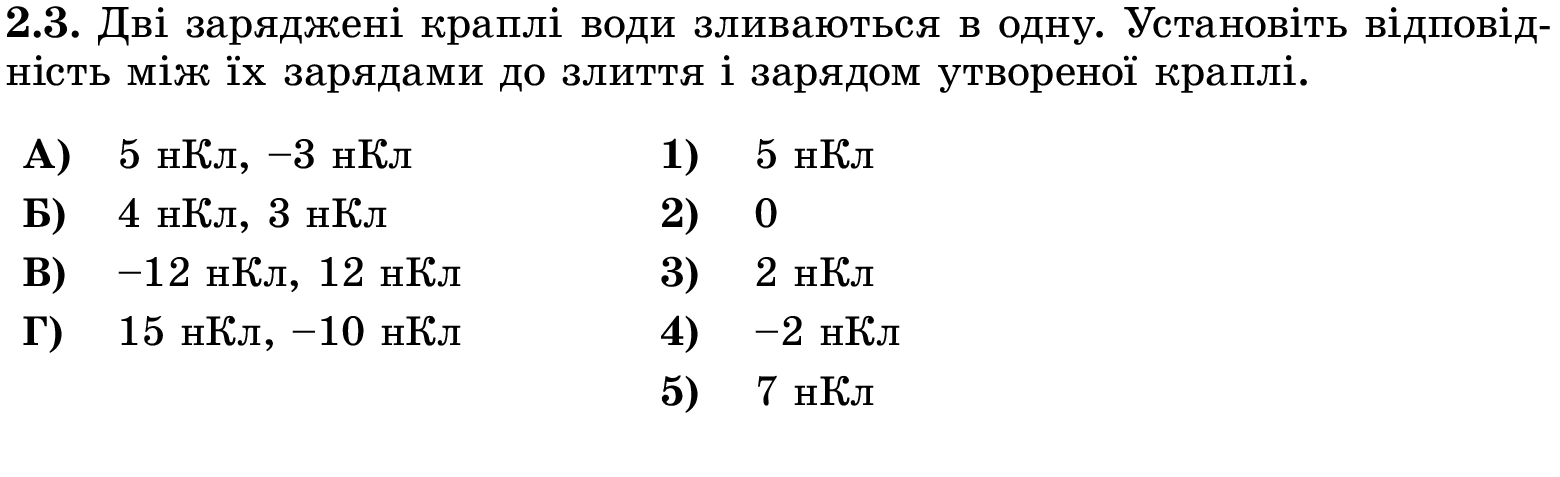 2.3. Дві заряджені краплі води зливаються в одну. Установіть відповід-
ність між їх зарядами до злиття і зарядом утвореної краплі.
А) 5 нКл, –3 нКл 1) 5 нКл
Б) 4 нКл, 3 нКл 2) 0
В) –12 нКл, 12 нКл 3) 2 нКл
Г) 15 нКл, –10 нКл 4) –2 нКл
5) 7 нКл